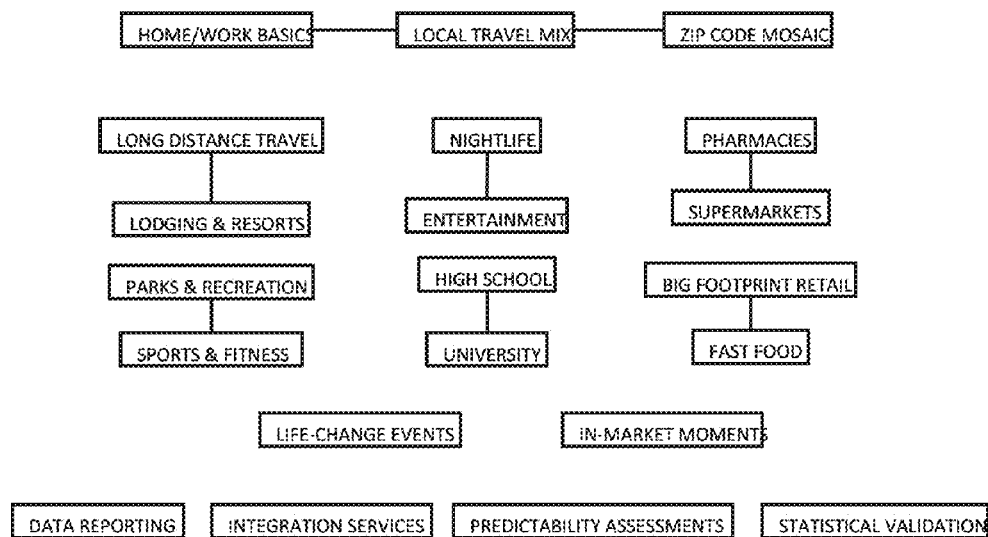 HOME/WORK BASICS LOCAL TRAVEL MIX ZIP CODE MOSAIC
LONG DISTANCE TRAVEL NIGHTLIFE PHARMACIES
LODGING & RESORTS ENTERTAINMENT SUPERMARKETS
PARKS & RECREATION HIGH SCHOOL BIG FOOTPRINT RETAIL
SPORTS & FITNESS UNIVERSITY FAST FOOD
LIFE-CHANGE EVENTS IN-MARKET MOMENTS
DATA REPORTING INTEGRATION SERVICES PREDICTABILITY ASSESSMENTS STATISTICAL VALIDATION